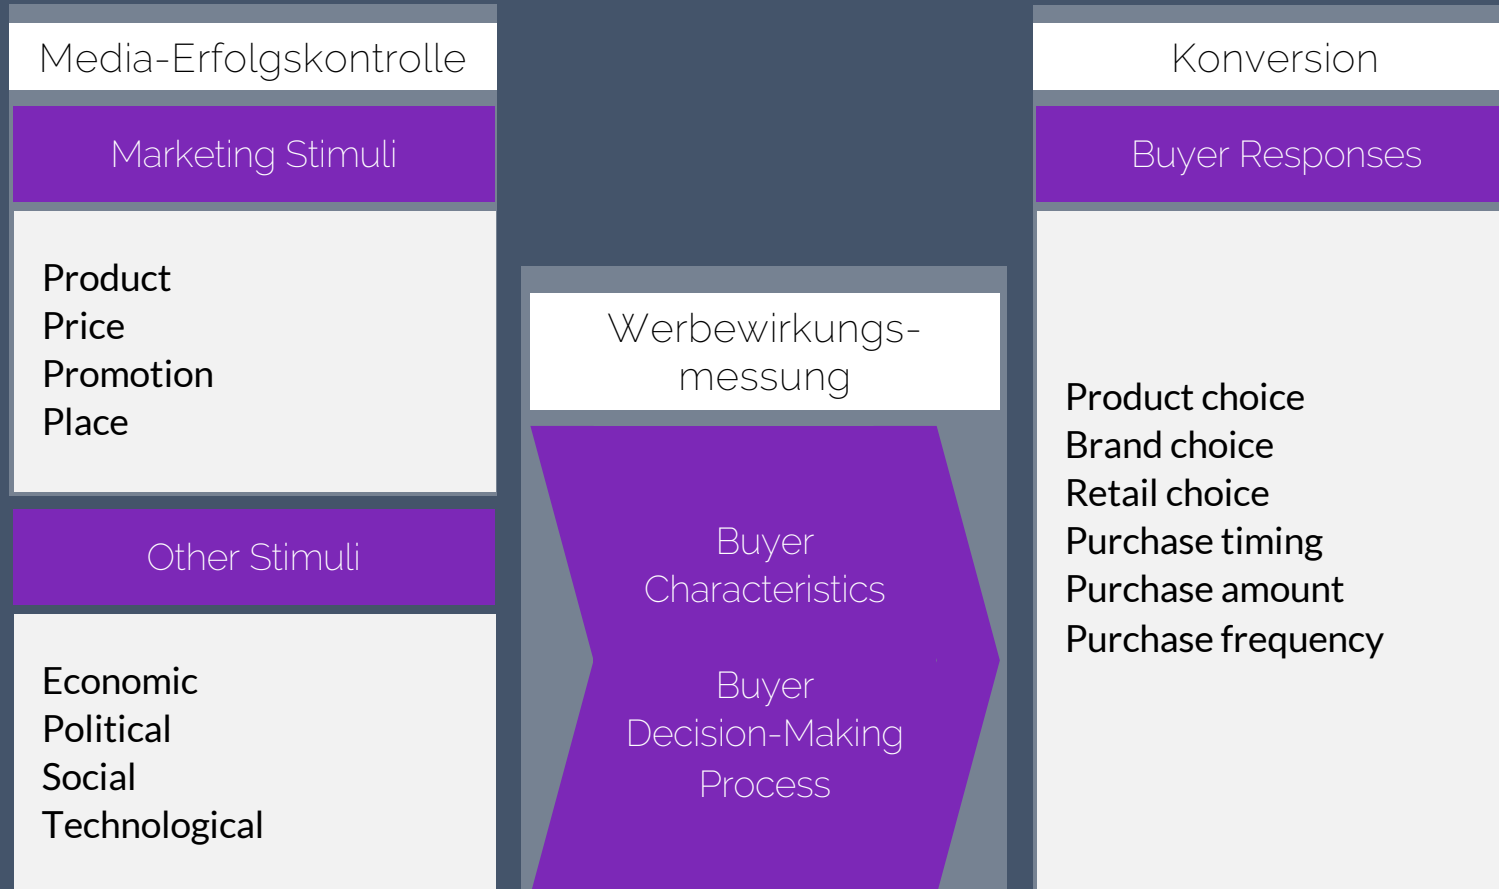 Media-Erfolgskontrolle
Marketing Stimuli
Product
Price
Promotion
Place
Other Stimuli
Economic
Political
Social
Technological
Werbewirkungs-
messung
Buyer
Characteristics
Buyer
Decision-Making
Process
Konversion
Buyer Responses
Product choice
Brand choice
Retail choice
Purchase timing
Purchase amount
Purchase frequency